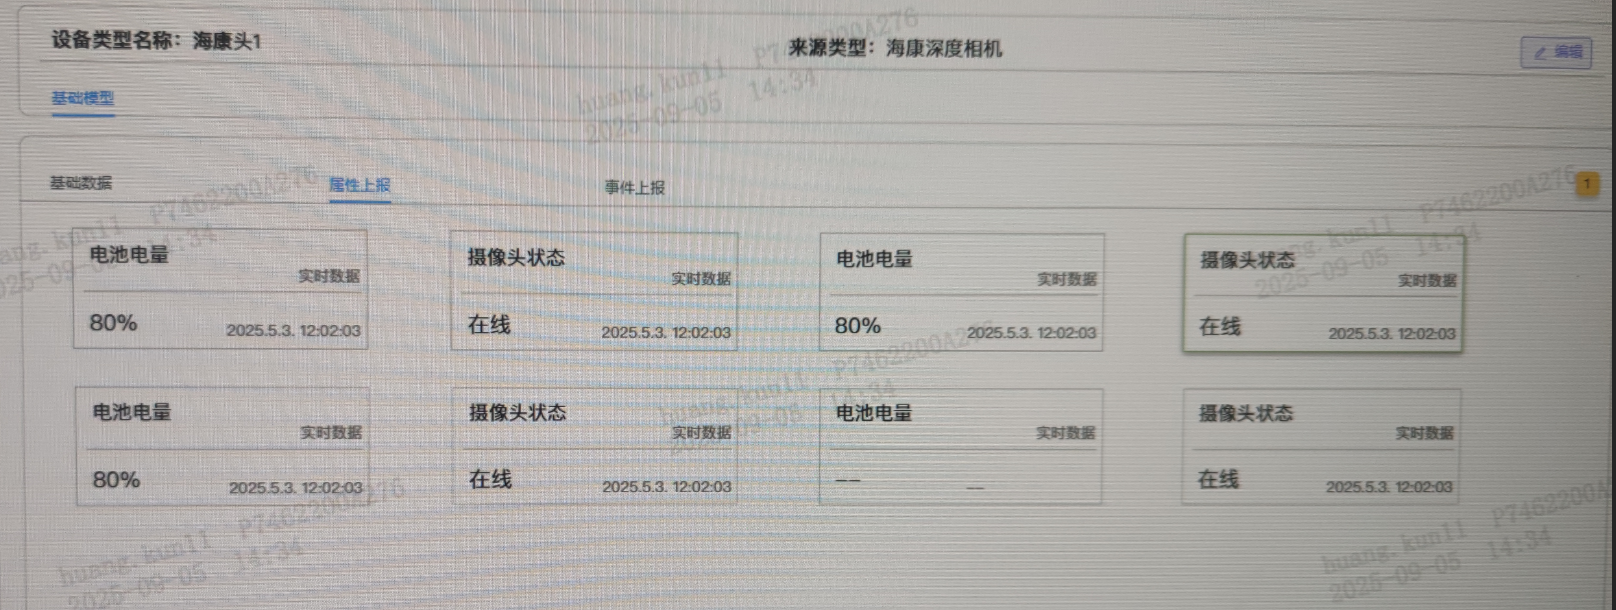 设备类型名称：海康头1
来源类型：海康深度相机
编辑
基础模型
基础数据
属性上报
事件上报
1
电池电量
实时数据
80%
2025.5.3. 12:02:03
摄像头状态
实时数据
在线
2025.5.3. 12:02:03
电池电量
实时数据
80%
2025.5.3. 12:02:03
摄像头状态
实时数据
在线
2025.5.3. 12:02:03
电池电量
实时数据
80%
2025.5.3. 12:02:03
摄像头状态
实时数据
在线
2025.5.3. 12:02:03
电池电量
实时数据
--
--
摄像头状态
实时数据
在线
2025.5.3. 12:02:03
huang.kun11 P7462200A276
2025-09-05 14:34